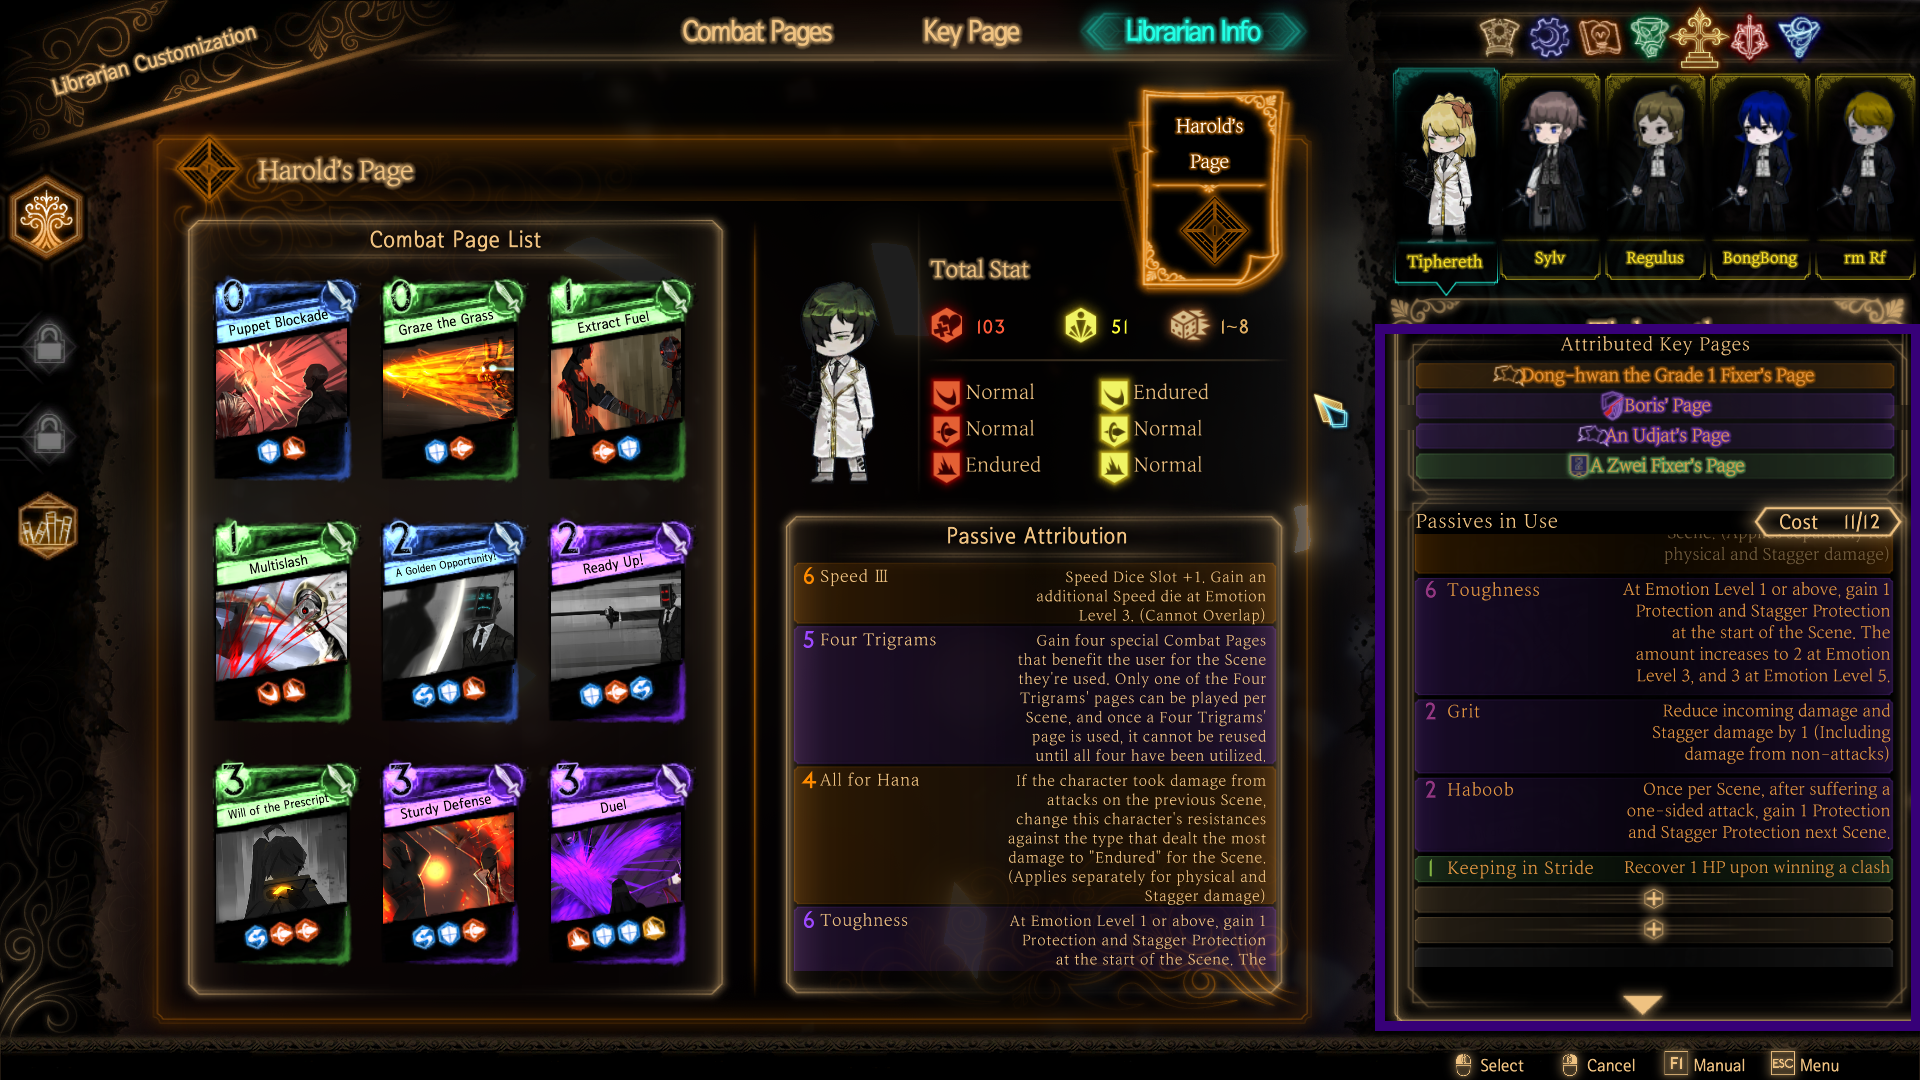 Librarian Customization
Combat Pages
Key Page
Librarian Info
Harold's Page
Harold's
Page
Combat Page List
0
Puppet Blockade
0
Graze the Grass
1
Extract Fuel
1
Multislash
2
A Golden Opportunity!
2
Ready Up!
3
Will of the Prescript
3
Sturdy Defense
3
Duel
Total Stat
103
51
1~8
Normal
Endured
Normal
Normal
Endured
Normal
Passive Attribution
6 Speed III
Speed Dice Slot +1. Gain an
additional Speed die at Emotion
Level 3. (Cannot Overlap)
5 Four Trigrams
Gain four special Combat Pages
that benefit the user for the Scene
they're used. Only one of the Four
Trigrams' pages can be played per
Scene, and once a Four Trigrams'
page is used, it cannot be reused
until all four have been utilized.
4 All for Hana
If the character took damage from
attacks on the previous Scene,
change this character's resistances
against the type that dealt the most
damage to "Endured" for the Scene.
(Applies separately for physical and
Stagger damage)
6 Toughness
At Emotion Level 1 or above, gain 1
Protection and Stagger Protection
at the start of the Scene. The
Tiphereth
Sylv
Regulus
BongBong
rm Rf
Attributed Key Pages
Dong-hwan the Grade 1 Fixer's Page
Boris' Page
An Udjat's Page
A Zwei Fixer's Page
Passives in Use
Cost 11/12
physical and Stagger damage)
6 Toughness
At Emotion Level 1 or above, gain 1
Protection and Stagger Protection
at the start of the Scene. The
amount increases to 2 at Emotion
Level 3, and 3 at Emotion Level 5.
2 Grit
Reduce incoming damage and
Stagger damage by 1 (Including
damage from non-attacks)
2 Haboob
Once per Scene, after suffering a
one-sided attack, gain 1 Protection
and Stagger Protection next Scene.
1 Keeping in Stride
Recover 1 HP upon winning a clash
Select
Cancel
F1 Manual
ESC Menu